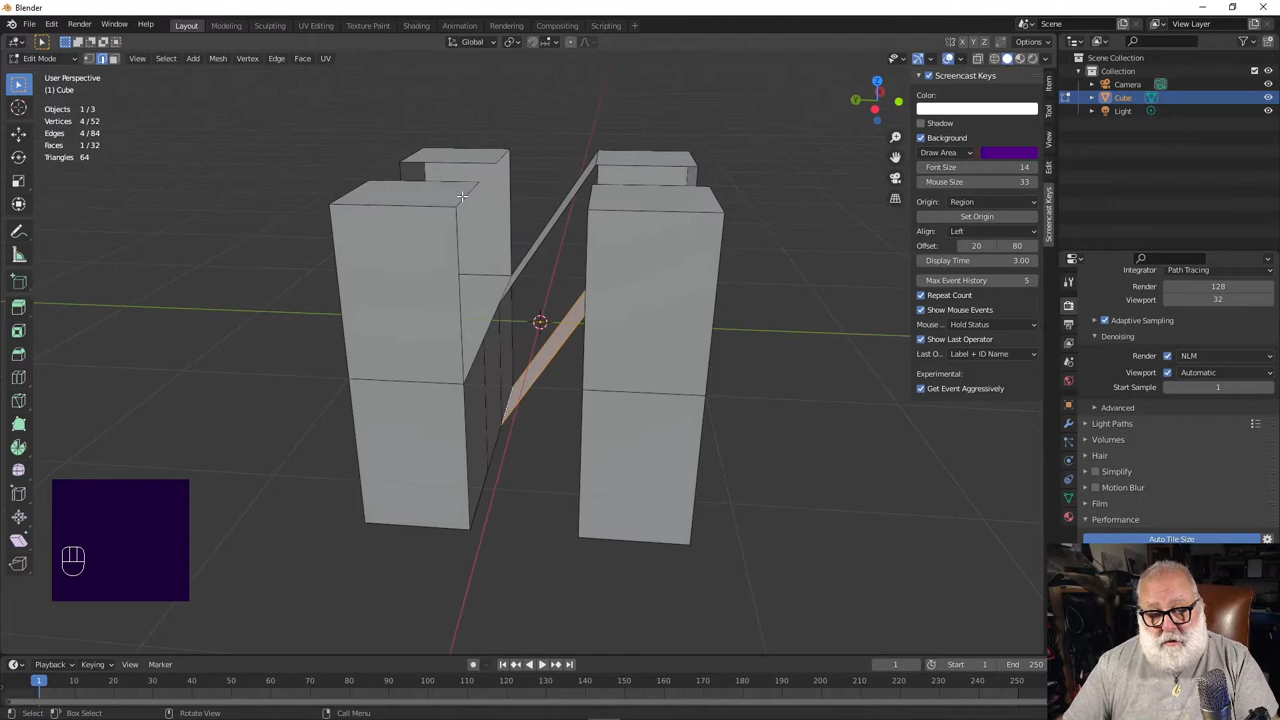 Blender
File Edit Render Window Help Layout Modeling Sculpting UV Editing Texture Paint Shading Animation Rendering Compositing Scripting + Scene View Layer
Global X Y Z Options
Edit Mode View Select Add Mesh Vertex Edge Face UV
User Perspective
(1) Cube
Objects 1/3
Vertices 4/52
Edges 4/84
Faces 1/32
Triangles 64
Z
Y
Screencast Keys
Color:
Shadow
Background
Draw Area
Font Size 14
Mouse Size 33
Origin: Region
Set Origin
Align: Left
Offset: 20 80
Display Time 3.00
Max Event History 5
Repeat Count
Show Mouse Events
Mouse .. Hold Status
Show Last Operator
Last O.. Label + ID Name
Experimental:
Get Event Aggressively
Item
Tool
View
Edit
Screencast Keys
Scene Collection
Collection
Camera
Cube
Light
Integrator Path Tracing
Render 128
Viewport 32
Adaptive Sampling
Denoising
Render NLM
Viewport Automatic
Start Sample 1
Advanced
Light Paths
Volumes
Hair
Simplify
Motion Blur
Film
Performance
Auto Tile Size
Playback Keying View Marker 1 Start 1 End 250
1 10 20 30 40 50 60 70 80 90 100 110 120 130 140 150 160 170 180 190 200 210 220 230 240 250
Select Box Select Rotate View Call Menu